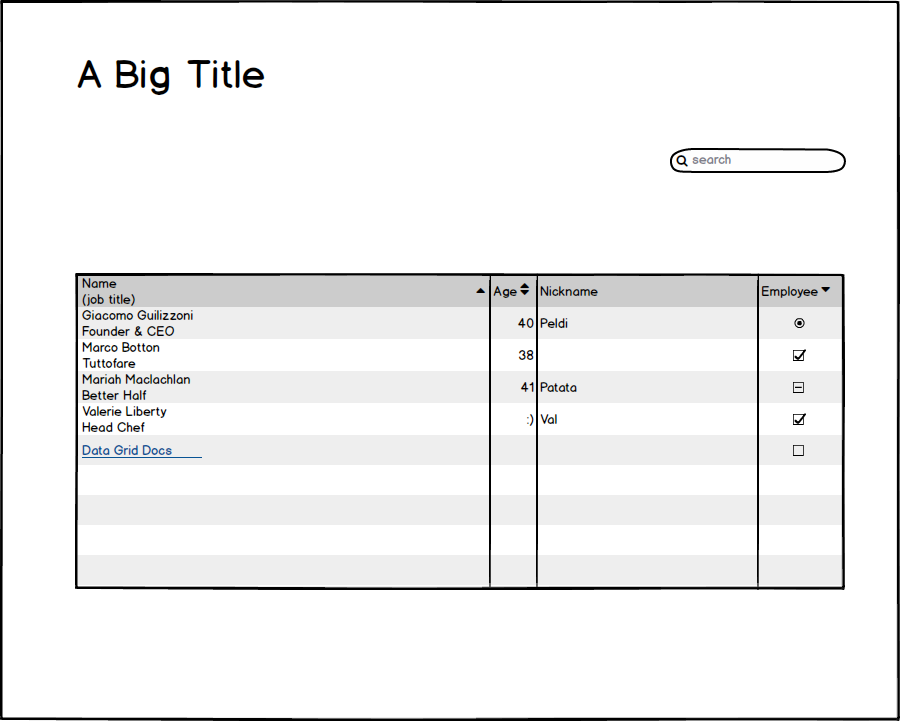 A Big Title
search
Name
(job title)
Age
Nickname
Employee
Giacomo Guilizzoni
Founder & CEO
40
Peldi
Marco Botton
Tuttofare
38
Mariah Maclachlan
Better Half
41
Patata
Valerie Liberty
Head Chef
:)
Val
Data Grid Docs